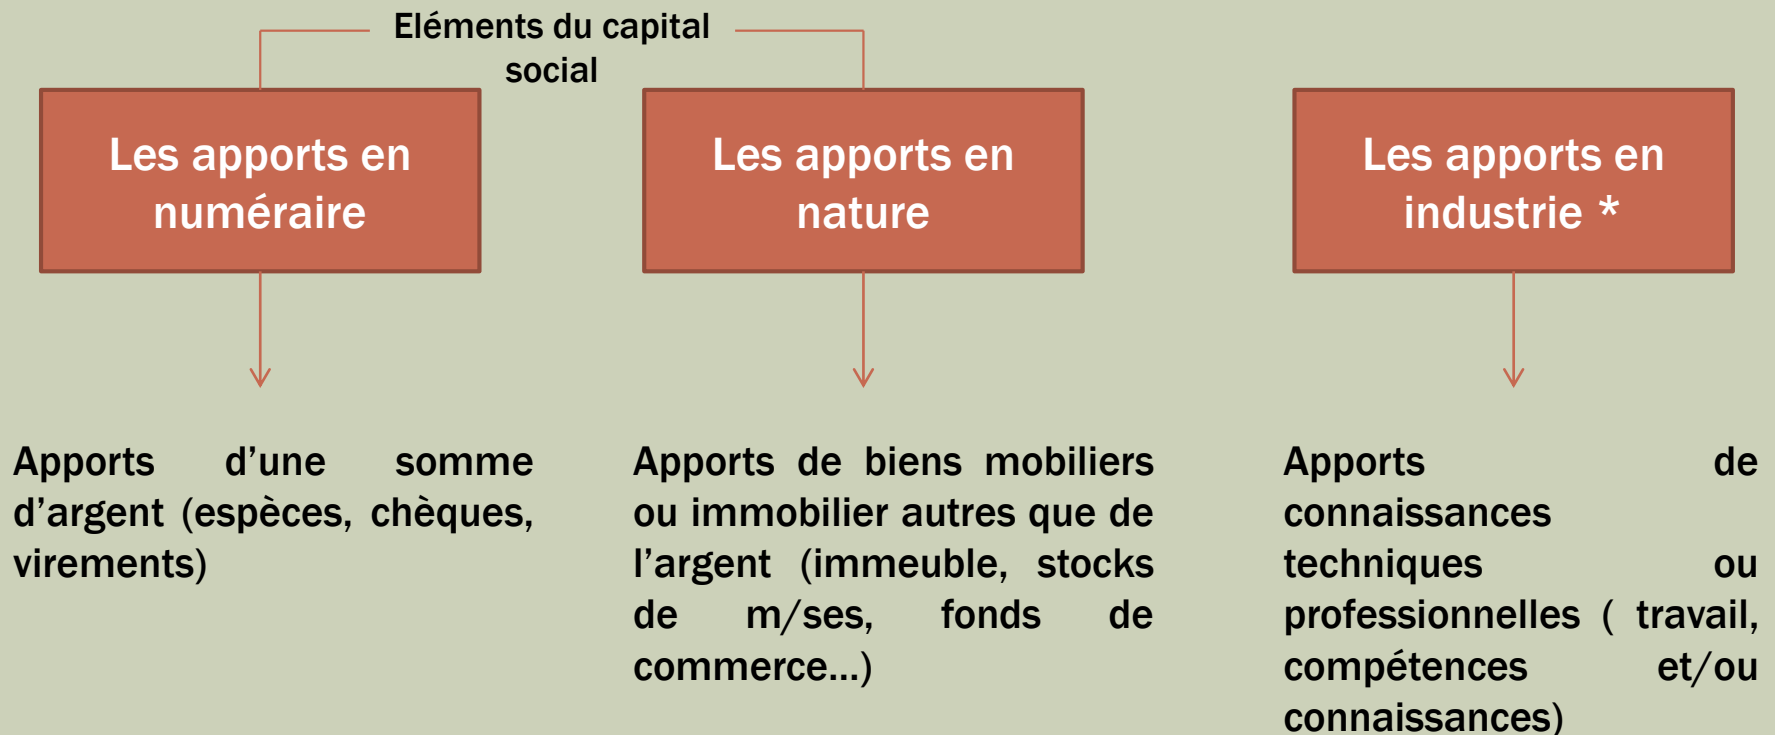 Eléments du capital
social
Les apports en
numéraire
Les apports en
nature
Les apports en
industrie *
Apports d’une somme
d’argent (espèces, chèques,
virements)
Apports de biens mobiliers
ou immobilier autres que de
l’argent (immeuble, stocks
de m/ses, fonds de
commerce…)
Apports de
connaissances
techniques ou
professionnelles ( travail,
compétences et/ou
connaissances)